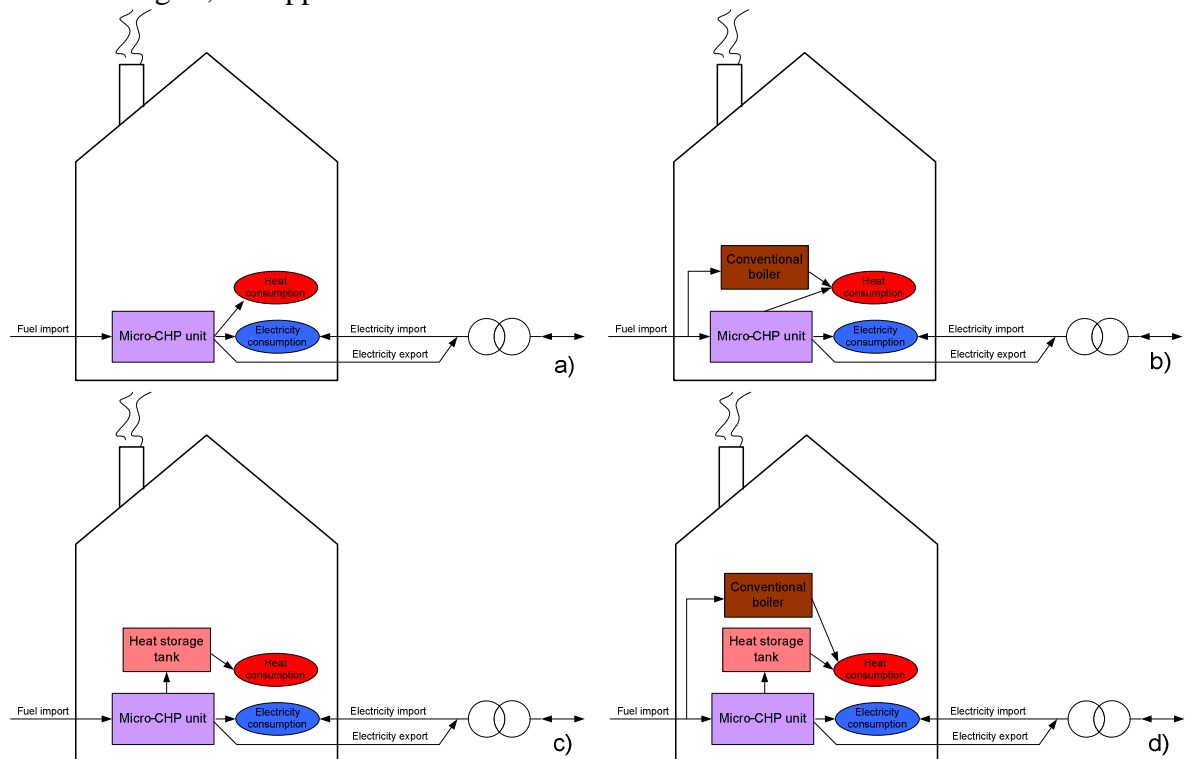 Heat
consumption
Fuel import
Micro-CHP unit
Electricity
consumption
Electricity import
Electricity export
a)
Conventional
boiler
Heat
consumption
Fuel import
Micro-CHP unit
Electricity
consumption
Electricity import
Electricity export
b)
Heat storage
tank
Heat
consumption
Fuel import
Micro-CHP unit
Electricity
consumption
Electricity import
Electricity export
c)
Conventional
boiler
Heat storage
tank
Heat
consumption
Fuel import
Micro-CHP unit
Electricity
consumption
Electricity import
Electricity export
d)